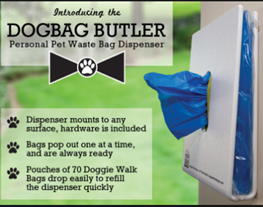 Introducing the
DOGBAG BUTLER
Personal Pet Waste Bag Dispenser
Dispenser mounts to any
surface, hardware is included
Bags pop out one at a time,
and are always ready
Pouches of 70 Doggie Walk
Bags drop easily to refill
the dispenser quickly